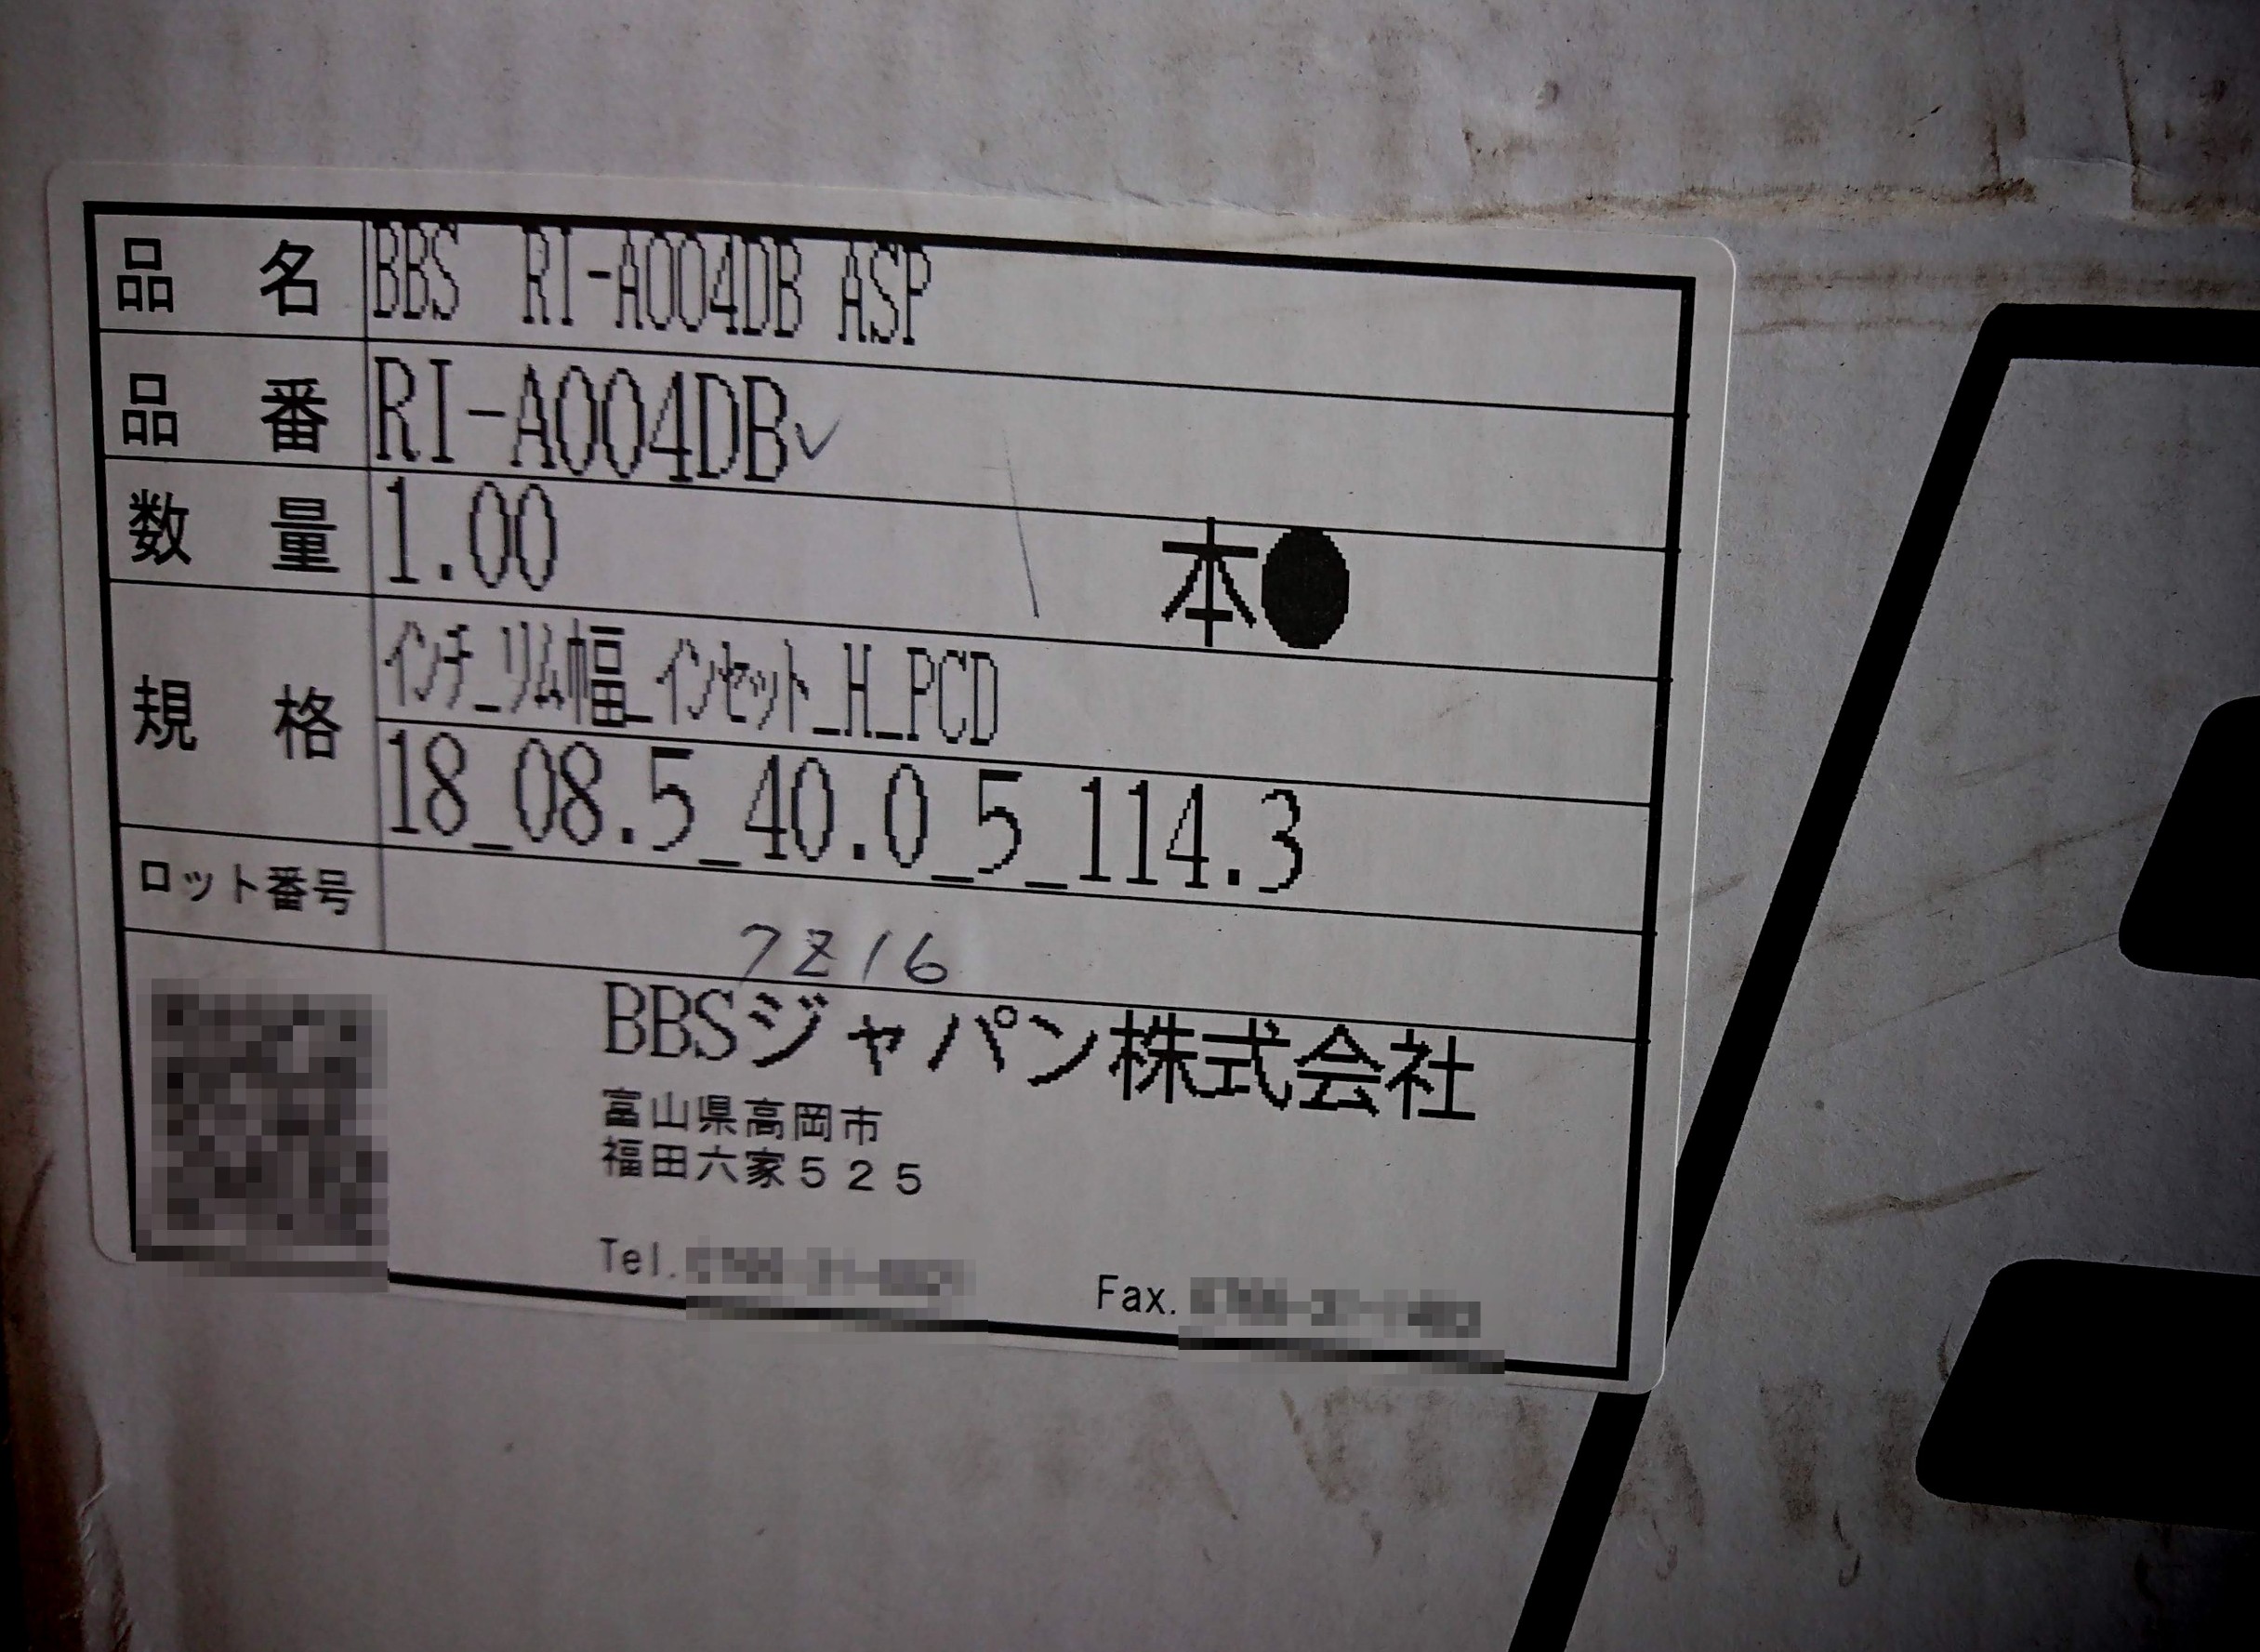 品 名 BBS RI-A004DB ASP
品 番 RI-A004DB✓
数 量 1.00 本●
規 格 インチ_リム幅_インセット_H_PCD
18_08.5_40.0_5_114.3
ロット番号
7Z16
BBSジャパン株式会社
富山県高岡市
福田六家525
Tel.
Fax.